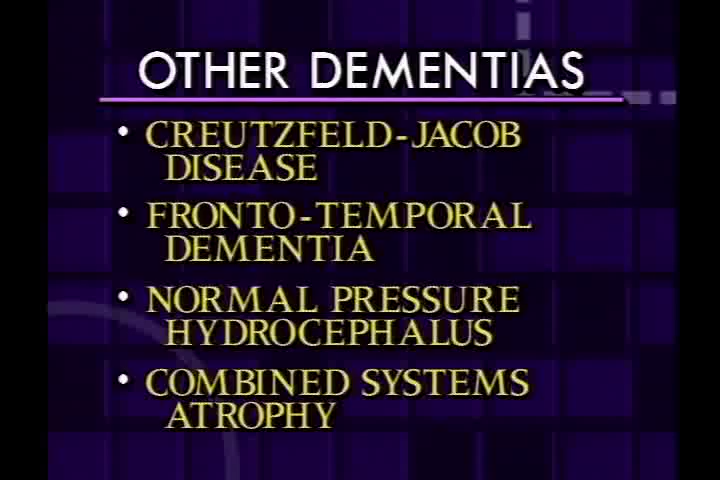 OTHER DEMENTIAS
• CREUTZFELD-JACOB
DISEASE
• FRONTO-TEMPORAL
DEMENTIA
• NORMAL PRESSURE
HYDROCEPHALUS
• COMBINED SYSTEMS
ATROPHY